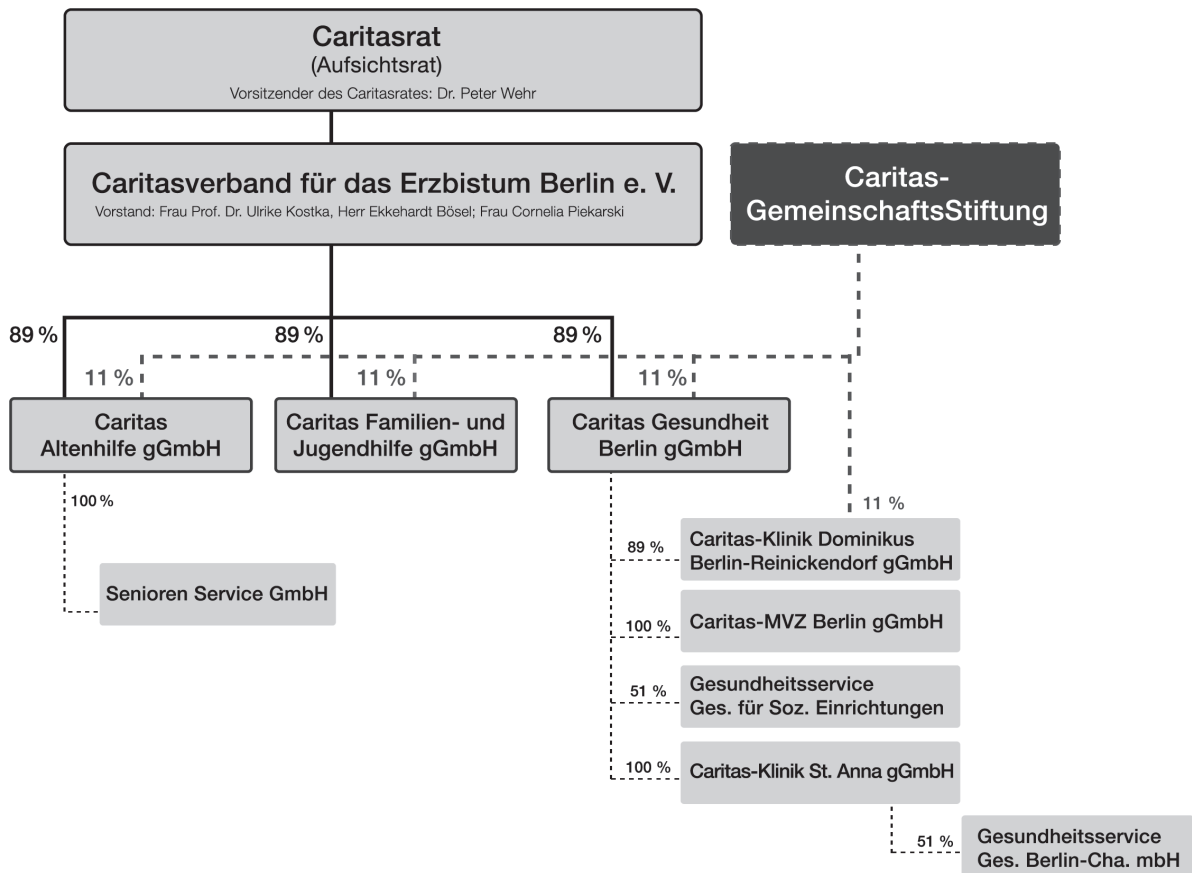 Caritasrat
(Aufsichtsrat)
Vorsitzender des Caritasrates: Dr. Peter Wehr
Caritasverband für das Erzbistum Berlin e. V.
Vorstand: Frau Prof. Dr. Ulrike Kostka, Herr Ekkehardt Bösel; Frau Cornelia Piekarski
Caritas-
GemeinschaftsStiftung
89 %
89 %
89 %
11 %
11 %
11 %
Caritas
Altenhilfe gGmbH
Caritas Familien- und
Jugendhilfe gGmbH
Caritas Gesundheit
Berlin gGmbH
100 %
Senioren Service GmbH
11 %
89 %
Caritas-Klinik Dominikus
Berlin-Reinickendorf gGmbH
100 %
Caritas-MVZ Berlin gGmbH
51 %
Gesundheitsservice
Ges. für Soz. Einrichtungen
100 %
Caritas-Klinik St. Anna gGmbH
51 %
Gesundheitsservice
Ges. Berlin-Cha. mbH